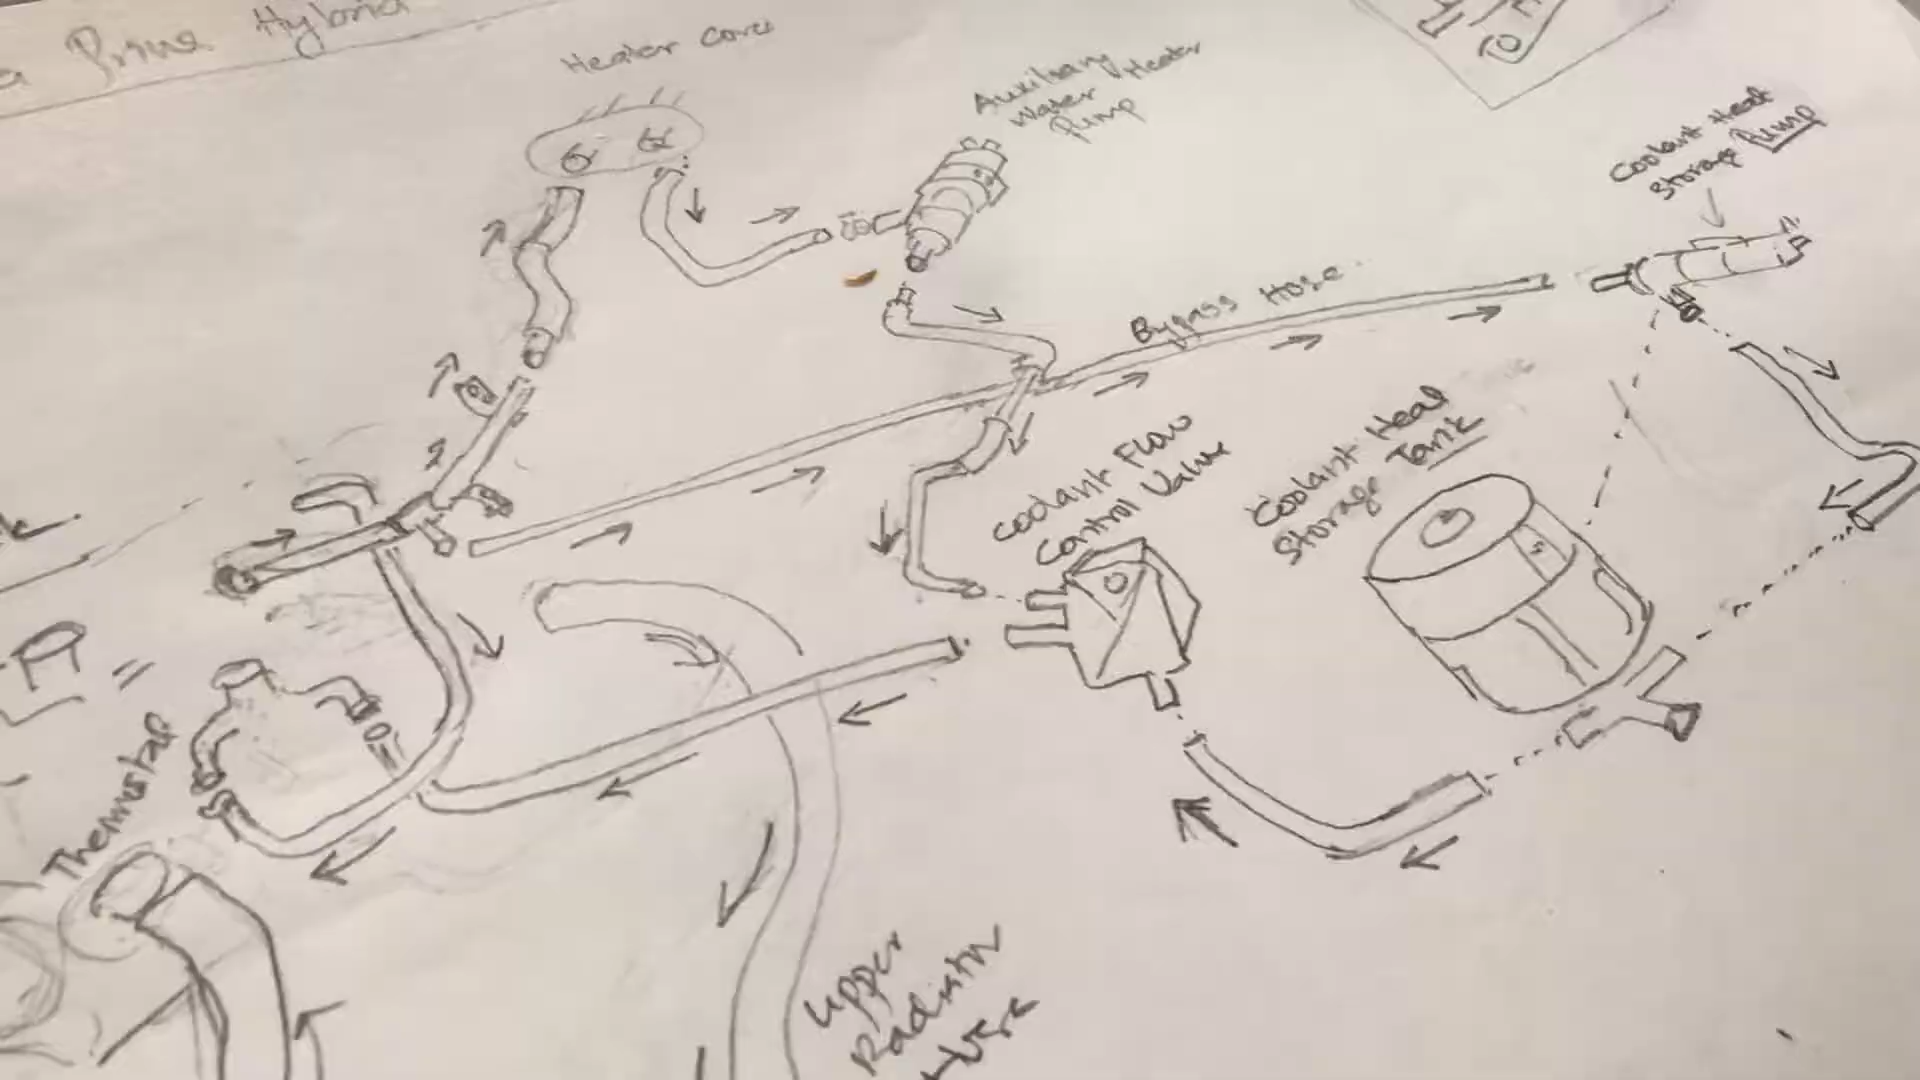 a Prius Hybrid
Heater Core
Auxiliary
Water Heater
Pump
Coolant Heat
Storage Pump
Bypass Hose
Coolant Flow
Control Valve
Coolant Heat
Storage Tank
Thermostat
Upper
Radiator
Hose